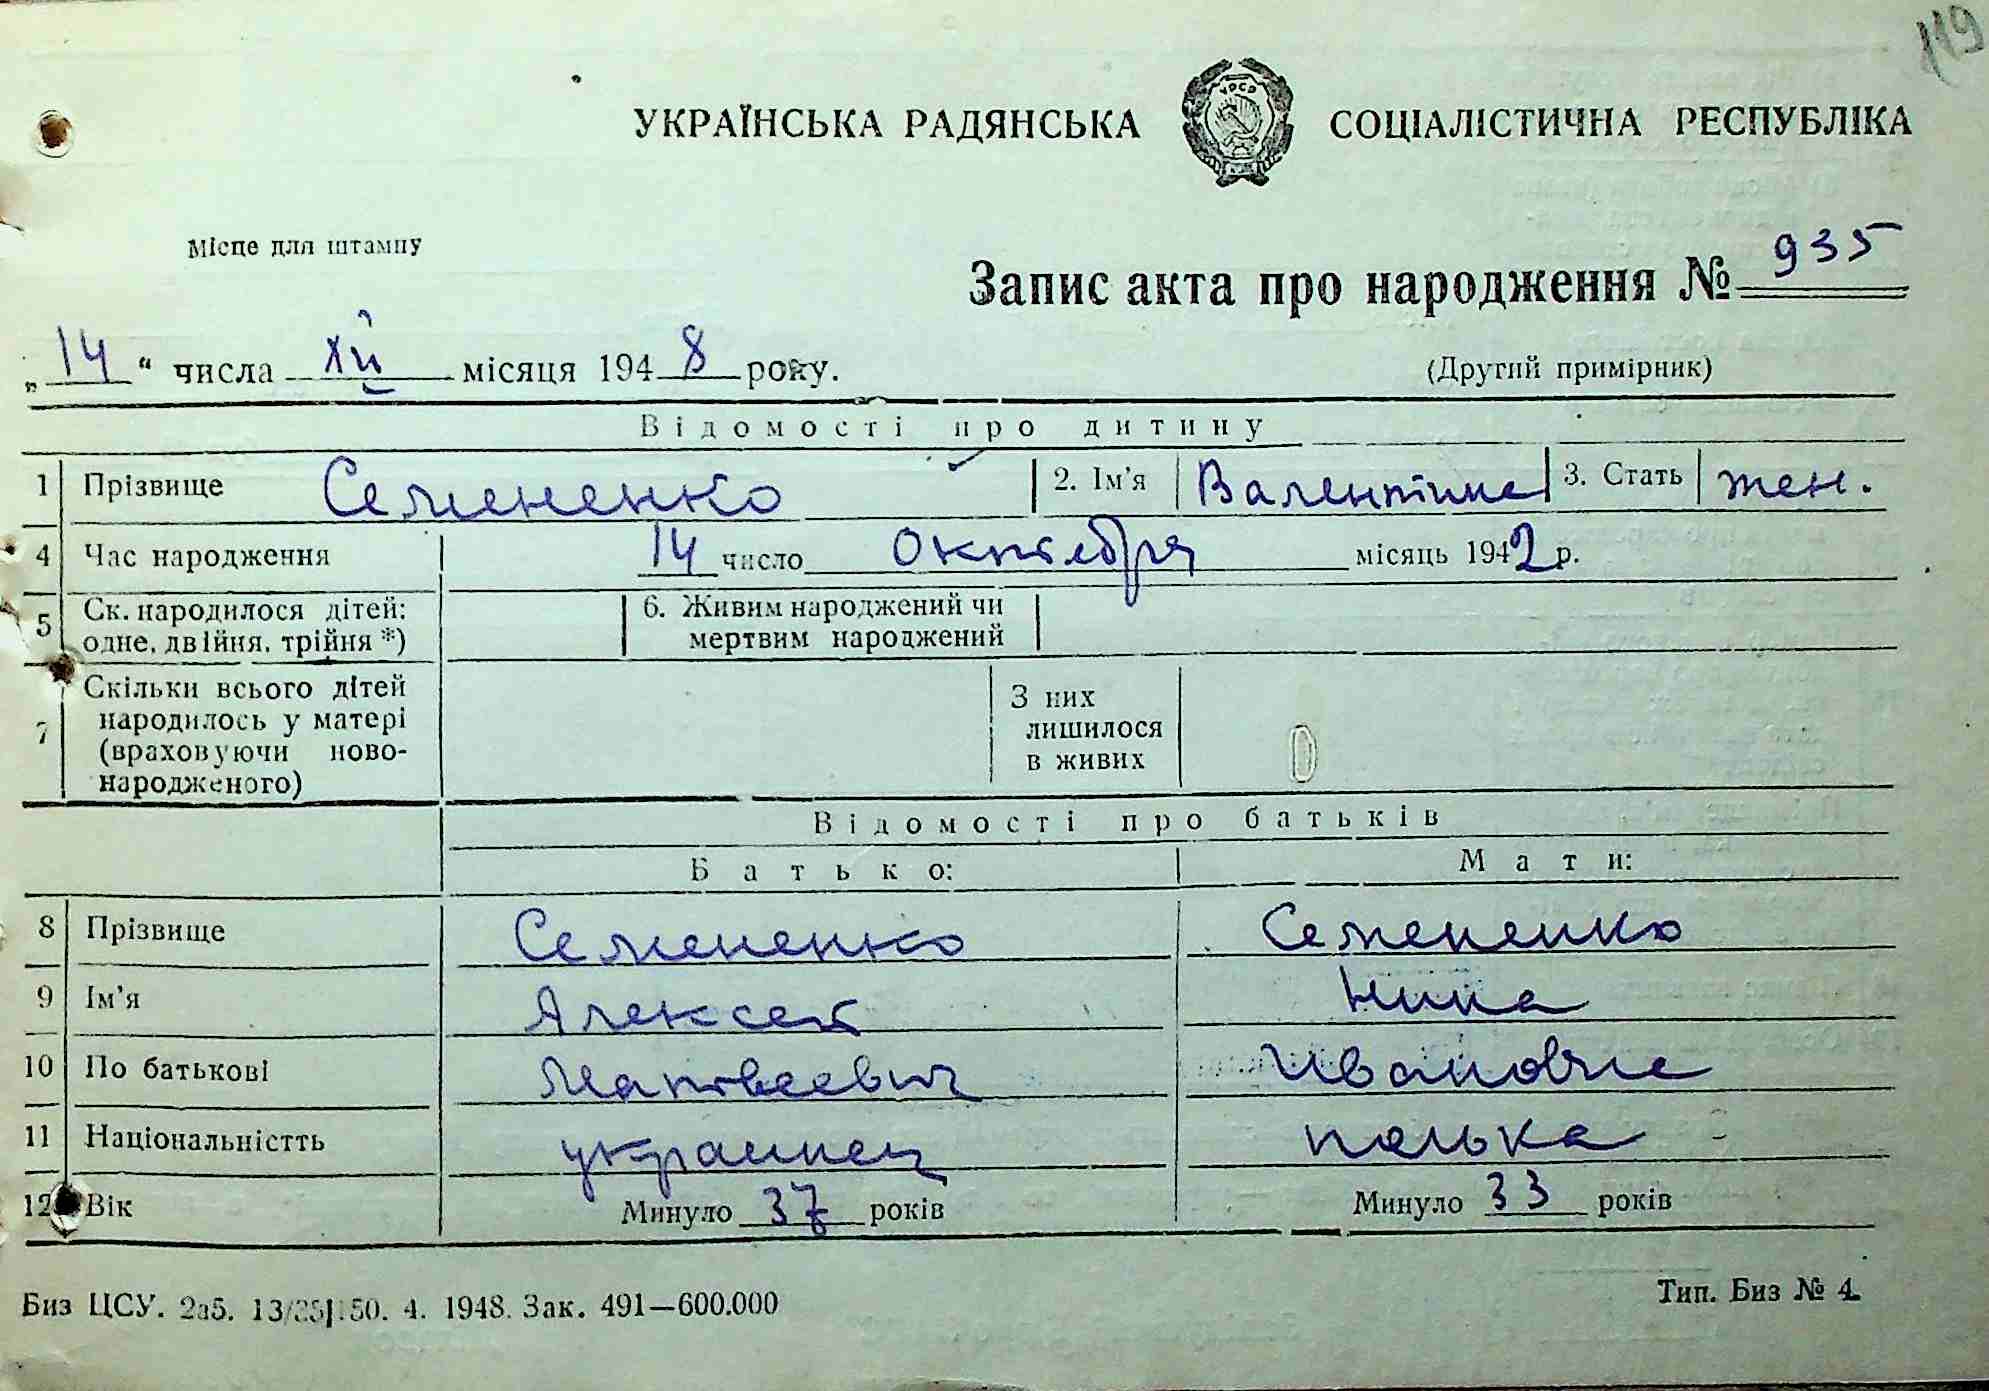 119
УКРАЇНСЬКА РАДЯНСЬКА СОЦІАЛІСТИЧНА РЕСПУБЛІКА
УРСР
Місце для штампу
Запис акта про народження № 935
„14“ числа XII місяця 1948 року.
(Другий примірник)
Відомості про дитину
1 Прізвище Семененко 2. Ім’я Валентина 3. Стать жен.
4 Час народження 14 число Октября місяць 1942 р.
5 Ск. народилося дітей: одне, двійня, трійня *) 6. Живим народжений чи мертвим народжений
7 Скільки всього дітей народилось у матері (враховуючи ново-народженого) З них лишилося в живих
Відомості про батьків
Батько: Мати:
8 Прізвище Семененко Семененко
9 Ім’я Алексей Нина
10 По батькові Матвеевич Ивановна
11 Національністть украинец полька
12 Вік Минуло 37 років Минуло 33 років
Биз ЦСУ. 2а5. 13/25|150. 4. 1948. Зак. 491—600.000
Тип. Биз № 4.